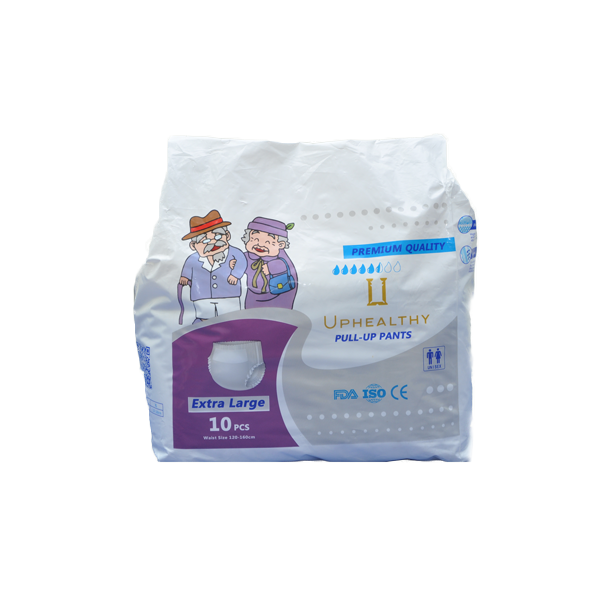 PREMIUM QUALITY
UPHEALTHY
PULL-UP PANTS
UNISEX
FDA ISO CE
Extra Large
10 PCS
Waist Size 120-160cm